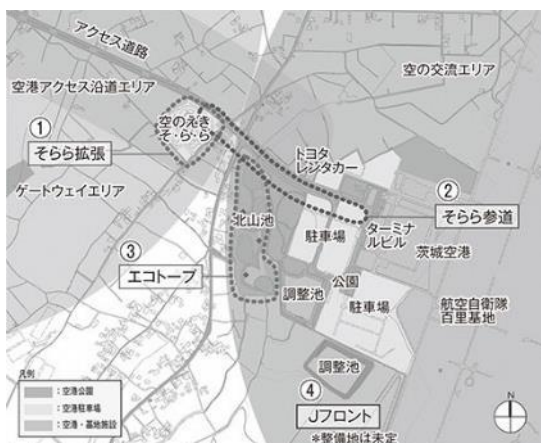 アクセス道路
空港アクセス沿道エリア
空の交流エリア
①
そらら拡張
空のえき
そ・ら・ら
トヨタ
レンタカー
ゲートウェイエリア
②
そらら参道
北山池
駐車場
ターミナ
ルビル
茨城空港
③
エコトープ
調整池
公園
駐車場
航空自衛隊
百里基地
調整池
④
Jフロント
*整備地は未定
凡例
:空港公園
:空港駐車場
:空港・基地施設
N